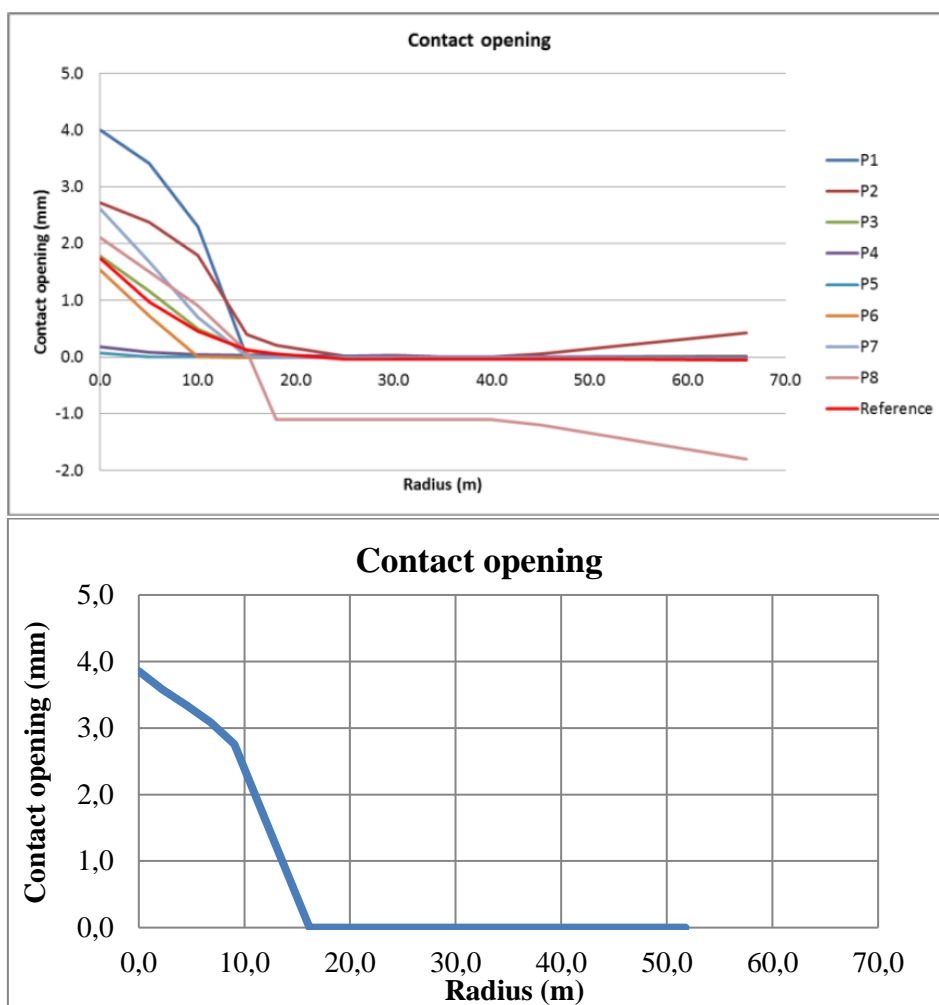 Contact opening
5.0
4.0
3.0
2.0
1.0
0.0
-1.0
-2.0
Contact opening (mm)
0.0 10.0 20.0 30.0 40.0 50.0 60.0 70.0
Radius (m)
P1
P2
P3
P4
P5
P6
P7
P8
Reference
Contact opening
5,0
4,0
3,0
2,0
1,0
0,0
Contact opening (mm)
0,0 10,0 20,0 30,0 40,0 50,0 60,0 70,0
Radius (m)